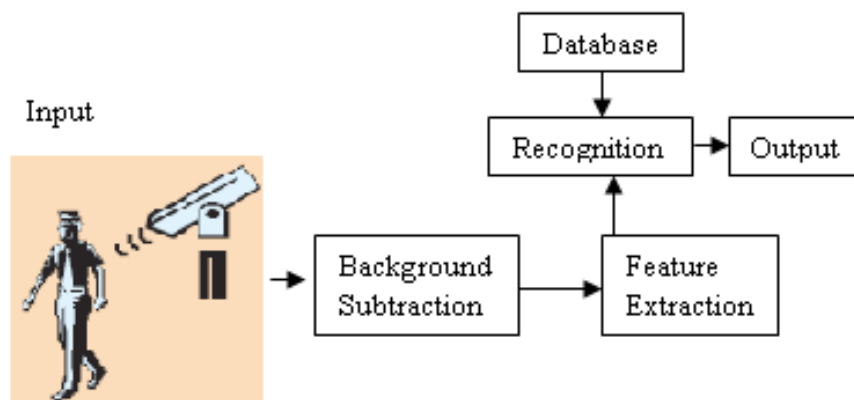 Database
Input
Recognition
Output
Background
Subtraction
Feature
Extraction